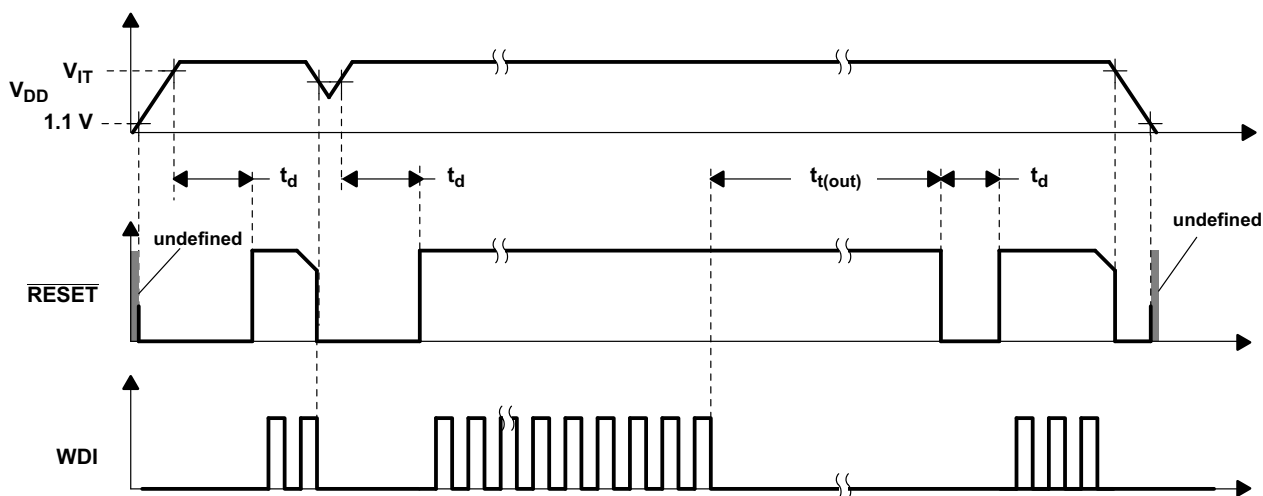 V_IT
V_DD
1.1 V
t_d
t_d
t_t(out)
t_d
undefined
undefined
RESET
WDI